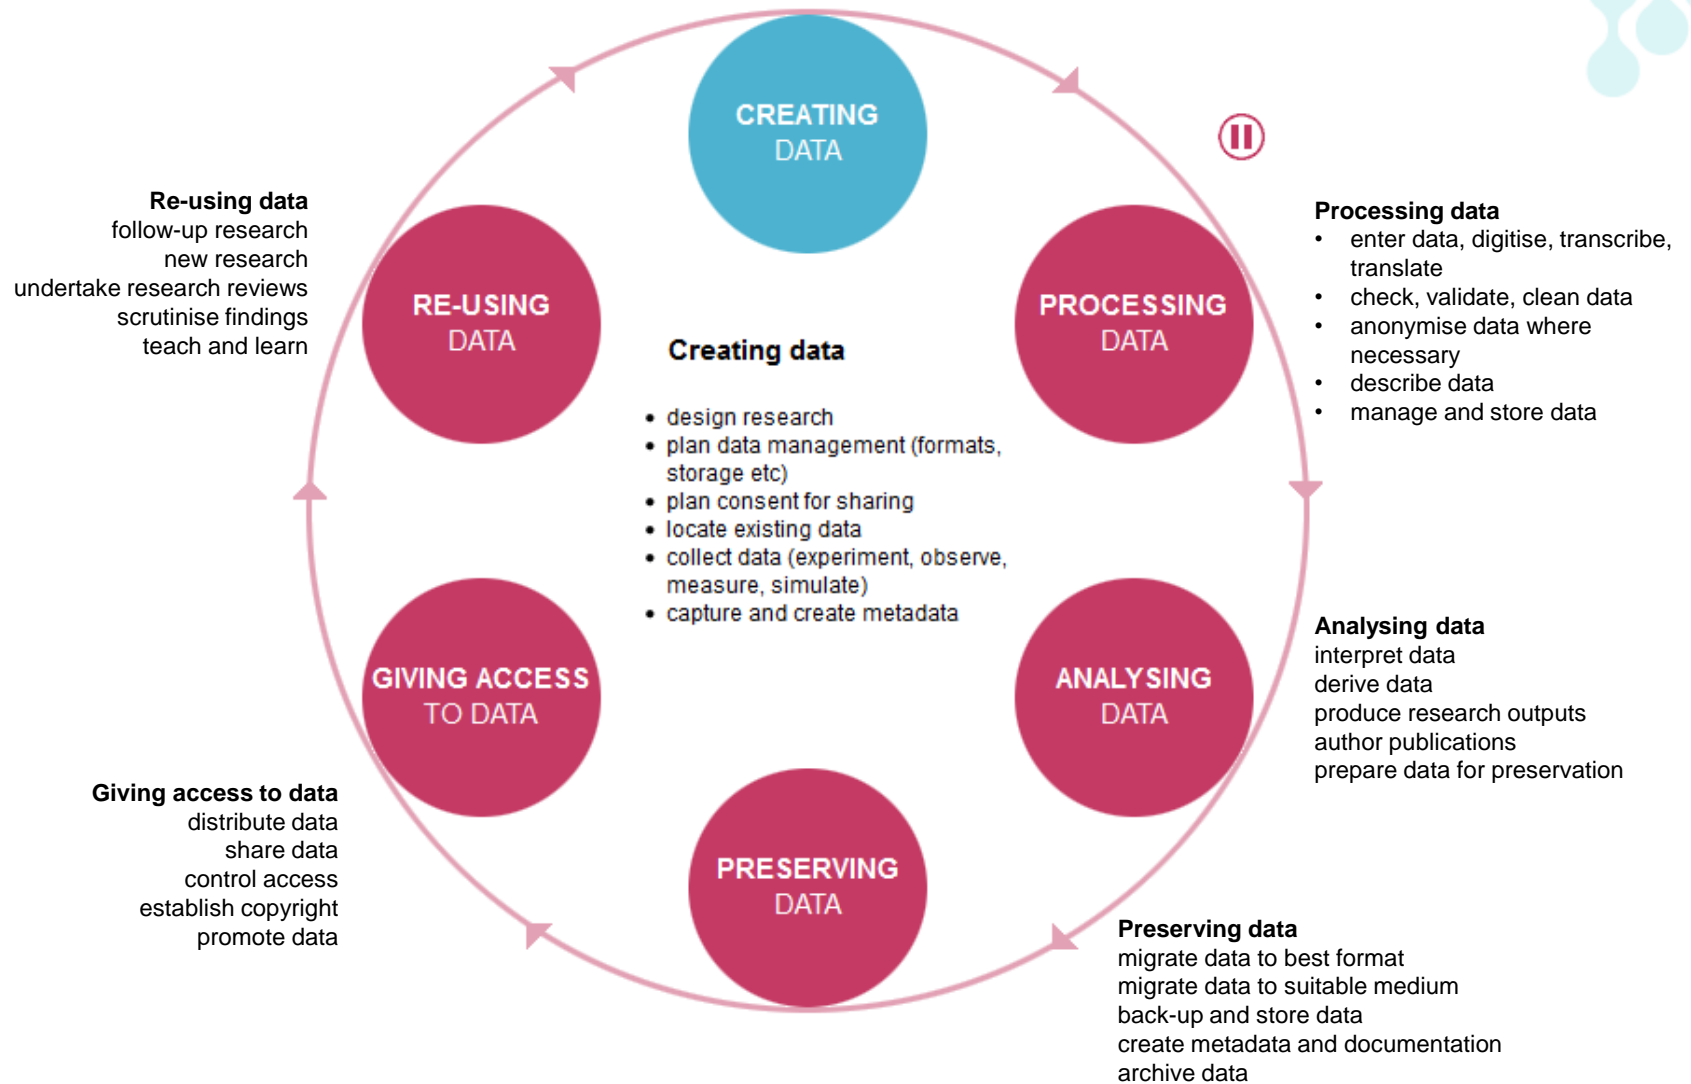 CREATING
DATA
PROCESSING
DATA
ANALYSING
DATA
PRESERVING
DATA
GIVING ACCESS
TO DATA
RE-USING
DATA
Creating data
• design research
• plan data management (formats,
storage etc)
• plan consent for sharing
• locate existing data
• collect data (experiment, observe,
measure, simulate)
• capture and create metadata
Processing data
• enter data, digitise, transcribe,
translate
• check, validate, clean data
• anonymise data where
necessary
• describe data
• manage and store data
Analysing data
interpret data
derive data
produce research outputs
author publications
prepare data for preservation
Preserving data
migrate data to best format
migrate data to suitable medium
back-up and store data
create metadata and documentation
archive data
Giving access to data
distribute data
share data
control access
establish copyright
promote data
Re-using data
follow-up research
new research
undertake research reviews
scrutinise findings
teach and learn